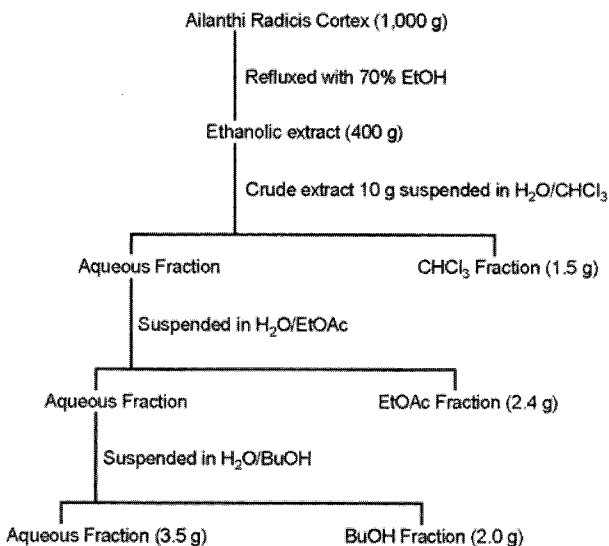 Ailanthi Radicis Cortex (1,000 g)
Refluxed with 70% EtOH
Ethanolic extract (400 g)
Crude extract 10 g suspended in H₂O/CHCl₃
Aqueous Fraction
CHCl₃ Fraction (1.5 g)
Suspended in H₂O/EtOAc
Aqueous Fraction
EtOAc Fraction (2.4 g)
Suspended in H₂O/BuOH
Aqueous Fraction (3.5 g)
BuOH Fraction (2.0 g)